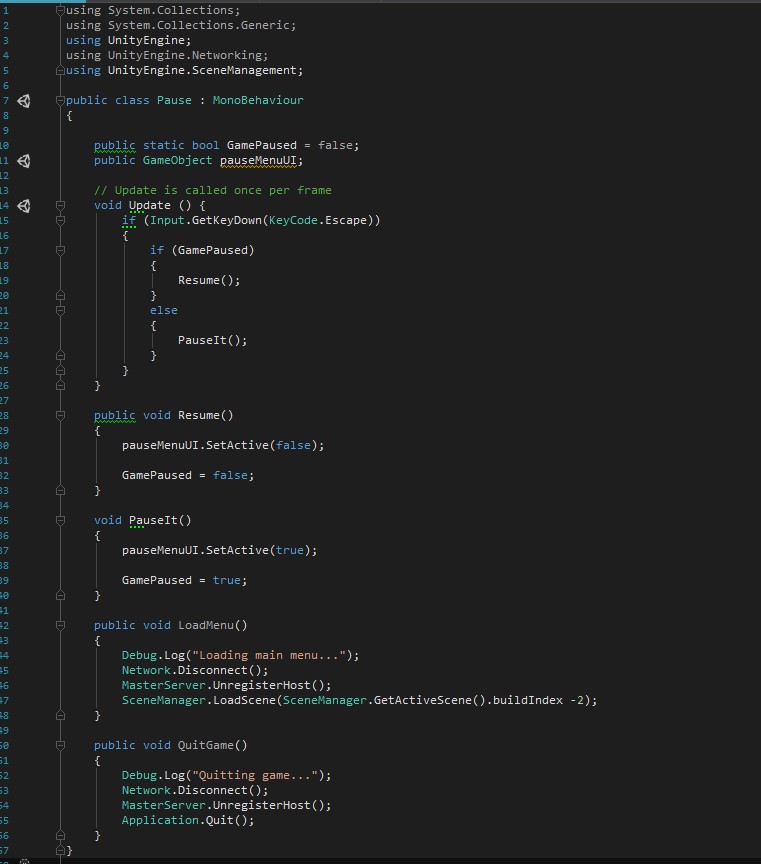 1 using System.Collections;
2 using System.Collections.Generic;
3 using UnityEngine;
4 using UnityEngine.Networking;
5 using UnityEngine.SceneManagement;
6
7 public class Pause : MonoBehaviour
8 {
9
10 public static bool GamePaused = false;
11 public GameObject pauseMenuUI;
12
13 // Update is called once per frame
14 void Update () {
15 if (Input.GetKeyDown(KeyCode.Escape))
16 {
17 if (GamePaused)
18 {
19 Resume();
20 }
21 else
22 {
23 PauseIt();
24 }
25 }
26 }
27
28 public void Resume()
29 {
30 pauseMenuUI.SetActive(false);
31
32 GamePaused = false;
33 }
34
35 void PauseIt()
36 {
37 pauseMenuUI.SetActive(true);
38
39 GamePaused = true;
40 }
41
42 public void LoadMenu()
43 {
44 Debug.Log("Loading main menu...");
45 Network.Disconnect();
46 MasterServer.UnregisterHost();
47 SceneManager.LoadScene(SceneManager.GetActiveScene().buildIndex -2);
48 }
49
50 public void QuitGame()
51 {
52 Debug.Log("Quitting game...");
53 Network.Disconnect();
54 MasterServer.UnregisterHost();
55 Application.Quit();
56 }
57 }